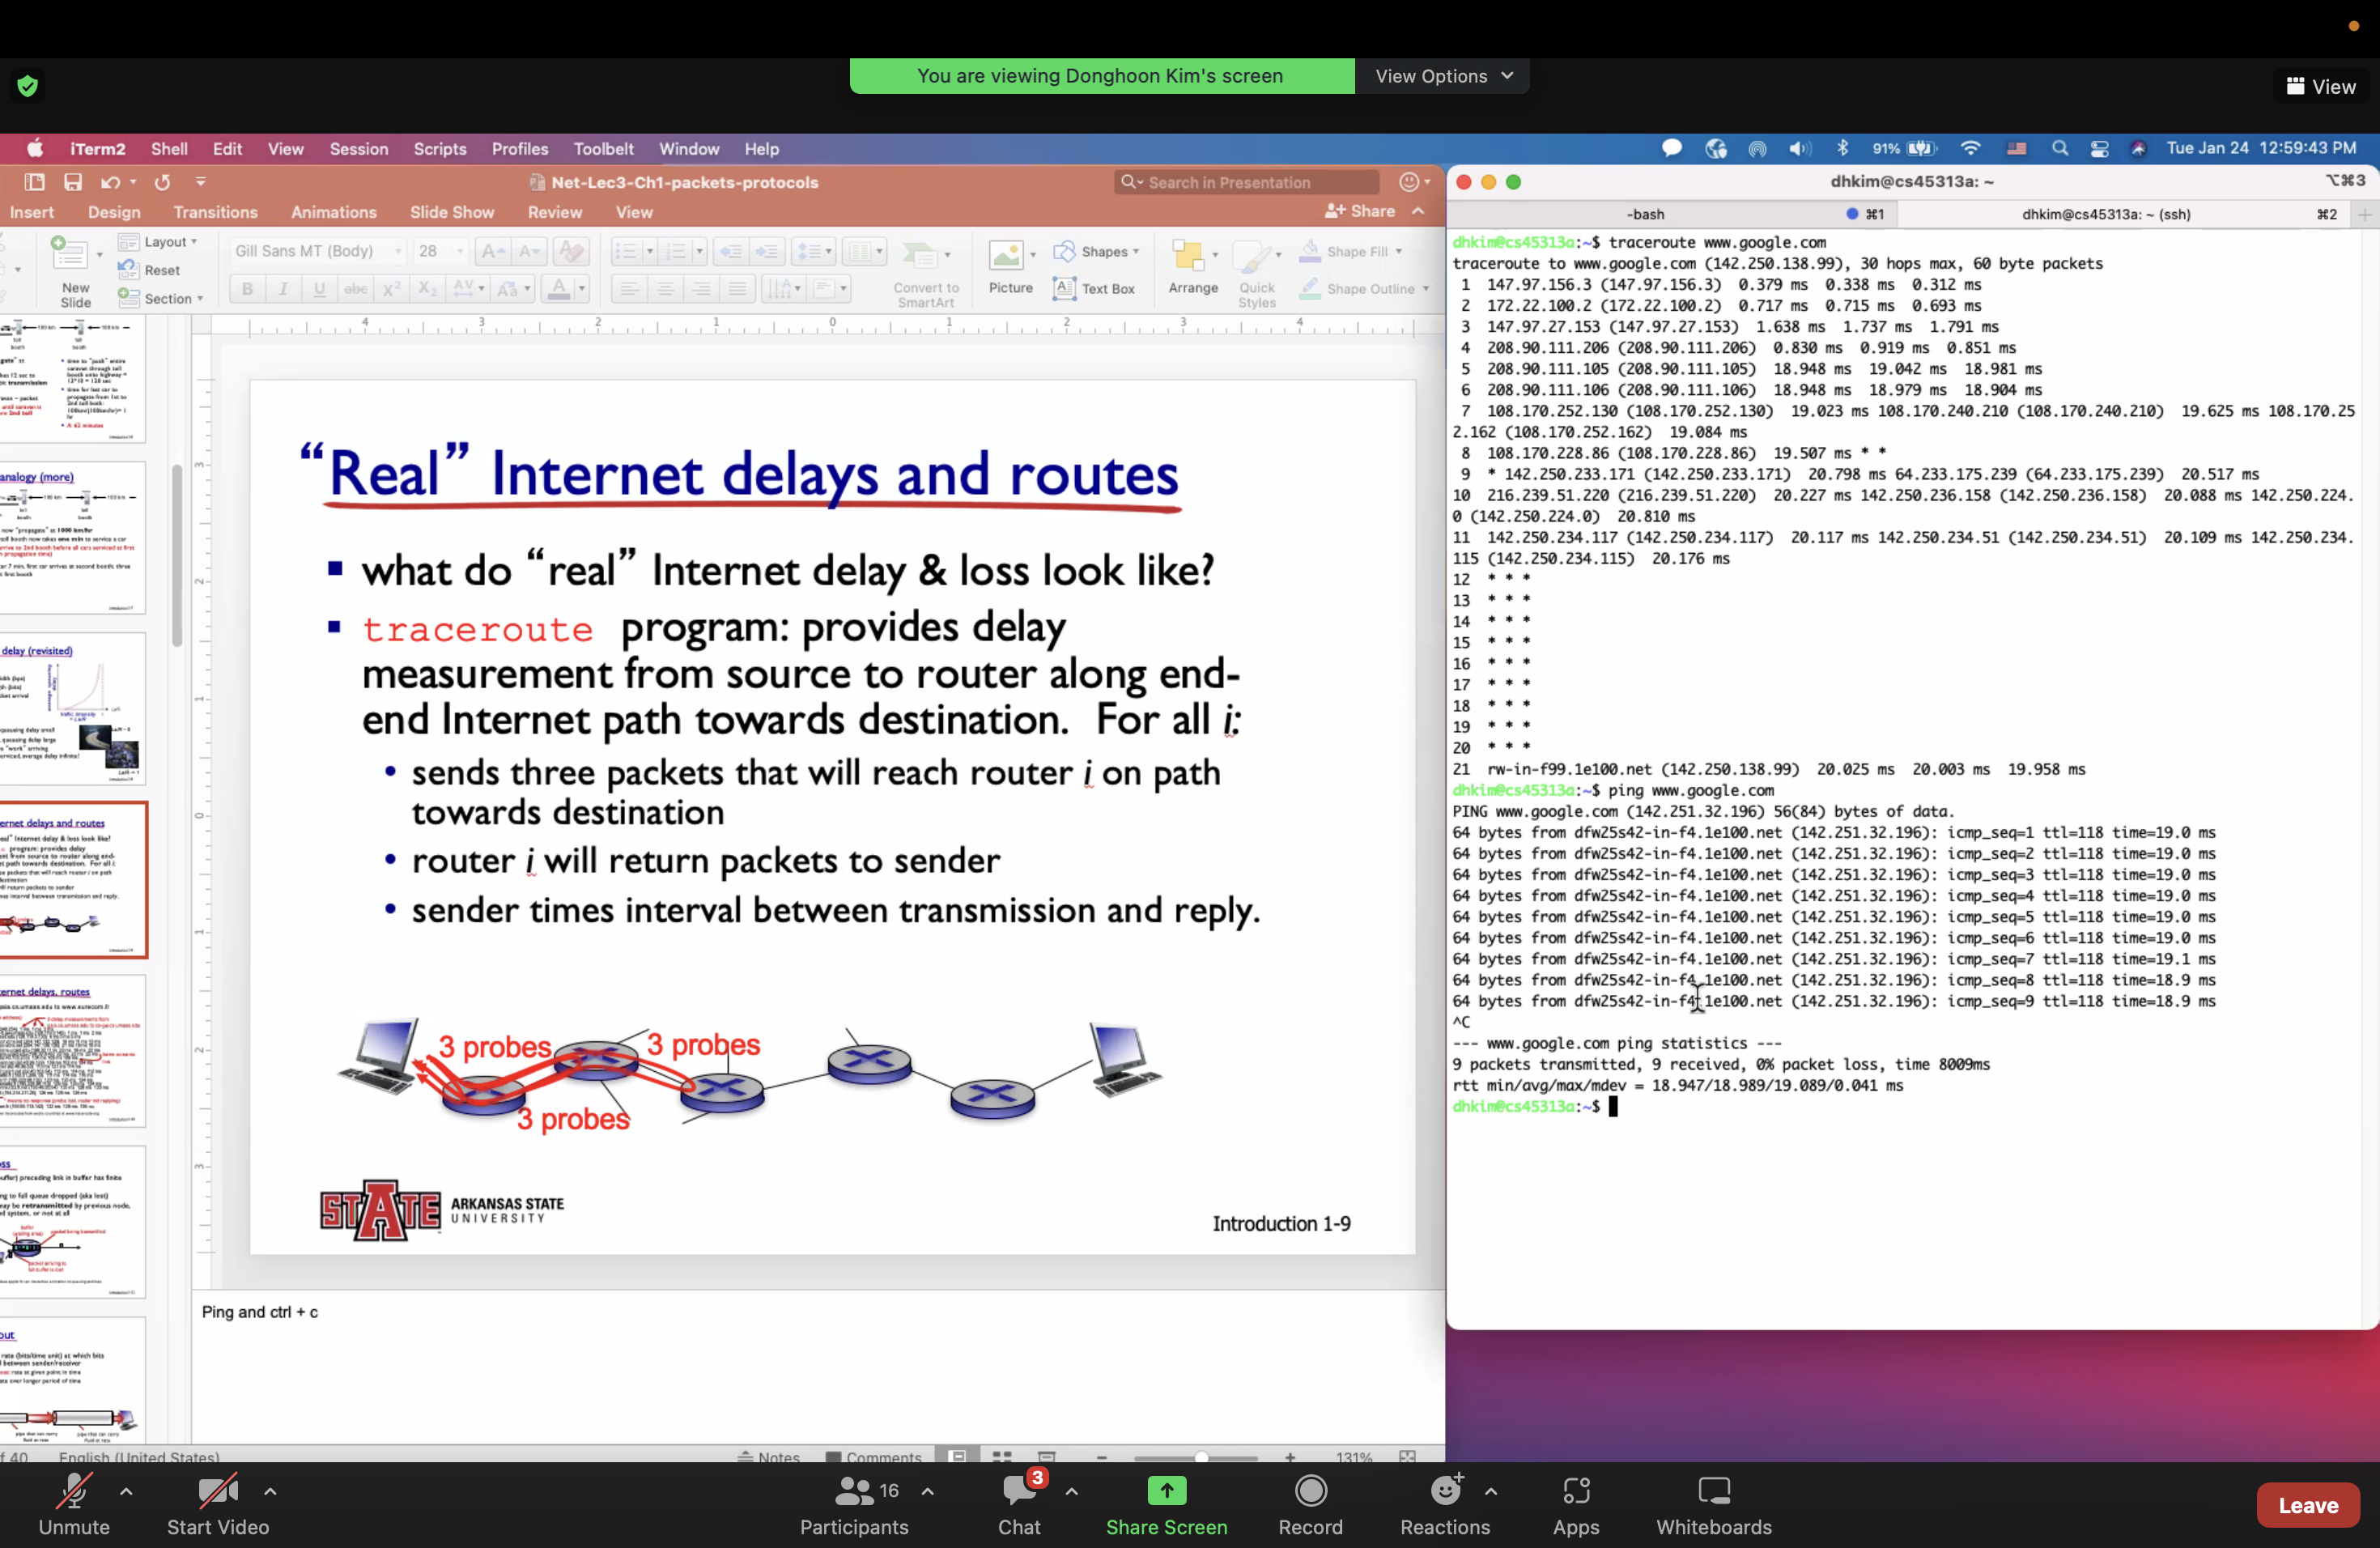 You are viewing Donghoon Kim's screen
View Options
View
iTerm2 Shell Edit View Session Scripts Profiles Toolbelt Window Help
91%
Tue Jan 24 12:59:43 PM
Net-Lec3-Ch1-packets-protocols
Search in Presentation
Insert Design Transitions Animations Slide Show Review View
Share
New Slide
Layout
Reset
Section
Gill Sans MT (Body)
28
Convert to SmartArt
Picture
Shapes
Text Box
Arrange
Quick Styles
Shape Fill
Shape Outline
“Real” Internet delays and routes
what do “real” Internet delay & loss look like?
traceroute program: provides delay
measurement from source to router along end-
end Internet path towards destination. For all i:
sends three packets that will reach router i on path
towards destination
router i will return packets to sender
sender times interval between transmission and reply.
3 probes
3 probes
3 probes
STATE
ARKANSAS STATE
UNIVERSITY
Introduction 1-9
Ping and ctrl + c
English (United States)
Notes
Comments
131%
dhkim@cs45313a: ~
⌥⌘3
-bash
⌘1
dhkim@cs45313a: ~ (ssh)
⌘2
dhkim@cs45313a:~$ traceroute www.google.com
traceroute to www.google.com (142.250.138.99), 30 hops max, 60 byte packets
1 147.97.156.3 (147.97.156.3) 0.379 ms 0.338 ms 0.312 ms
2 172.22.100.2 (172.22.100.2) 0.717 ms 0.715 ms 0.693 ms
3 147.97.27.153 (147.97.27.153) 1.638 ms 1.737 ms 1.791 ms
4 208.90.111.206 (208.90.111.206) 0.830 ms 0.919 ms 0.851 ms
5 208.90.111.105 (208.90.111.105) 18.948 ms 19.042 ms 18.981 ms
6 208.90.111.106 (208.90.111.106) 18.948 ms 18.979 ms 18.904 ms
7 108.170.252.130 (108.170.252.130) 19.023 ms 108.170.240.210 (108.170.240.210) 19.625 ms 108.170.25
2.162 (108.170.252.162) 19.084 ms
8 108.170.228.86 (108.170.228.86) 19.507 ms * *
9 * 142.250.233.171 (142.250.233.171) 20.798 ms 64.233.175.239 (64.233.175.239) 20.517 ms
10 216.239.51.220 (216.239.51.220) 20.227 ms 142.250.236.158 (142.250.236.158) 20.088 ms 142.250.224.
0 (142.250.224.0) 20.810 ms
11 142.250.234.117 (142.250.234.117) 20.117 ms 142.250.234.51 (142.250.234.51) 20.109 ms 142.250.234.
115 (142.250.234.115) 20.176 ms
12 * * *
13 * * *
14 * * *
15 * * *
16 * * *
17 * * *
18 * * *
19 * * *
20 * * *
21 rw-in-f99.1e100.net (142.250.138.99) 20.025 ms 20.003 ms 19.958 ms
dhkim@cs45313a:~$ ping www.google.com
PING www.google.com (142.251.32.196) 56(84) bytes of data.
64 bytes from dfw25s42-in-f4.1e100.net (142.251.32.196): icmp_seq=1 ttl=118 time=19.0 ms
64 bytes from dfw25s42-in-f4.1e100.net (142.251.32.196): icmp_seq=2 ttl=118 time=19.0 ms
64 bytes from dfw25s42-in-f4.1e100.net (142.251.32.196): icmp_seq=3 ttl=118 time=19.0 ms
64 bytes from dfw25s42-in-f4.1e100.net (142.251.32.196): icmp_seq=4 ttl=118 time=19.0 ms
64 bytes from dfw25s42-in-f4.1e100.net (142.251.32.196): icmp_seq=5 ttl=118 time=19.0 ms
64 bytes from dfw25s42-in-f4.1e100.net (142.251.32.196): icmp_seq=6 ttl=118 time=19.0 ms
64 bytes from dfw25s42-in-f4.1e100.net (142.251.32.196): icmp_seq=7 ttl=118 time=19.1 ms
64 bytes from dfw25s42-in-f4.1e100.net (142.251.32.196): icmp_seq=8 ttl=118 time=18.9 ms
64 bytes from dfw25s42-in-f4.1e100.net (142.251.32.196): icmp_seq=9 ttl=118 time=18.9 ms
^C
--- www.google.com ping statistics ---
9 packets transmitted, 9 received, 0% packet loss, time 8009ms
rtt min/avg/max/mdev = 18.947/18.989/19.089/0.041 ms
dhkim@cs45313a:~$
Unmute
Start Video
16
Participants
3
Chat
Share Screen
Record
Reactions
Apps
Whiteboards
Leave